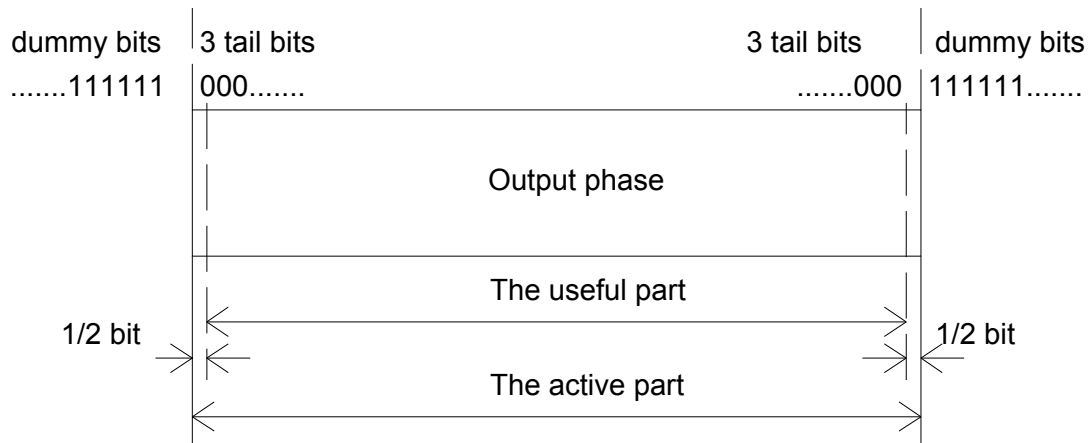 dummy bits 3 tail bits 3 tail bits dummy bits
.......111111 000....... .......000 111111.......
Output phase
The useful part
1/2 bit 1/2 bit
The active part